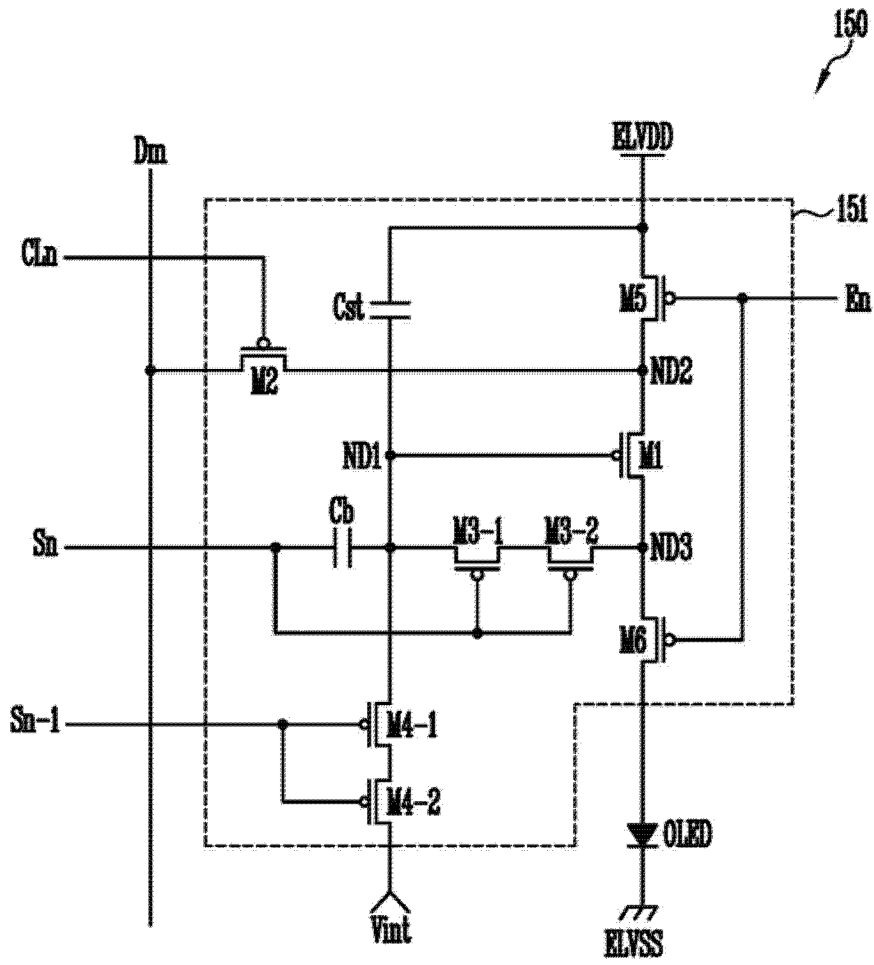 150
Dm
ELVDD
151
CLn
Cst
M5
En
M2
ND2
ND1
M1
Cb
Sn
M3-1
M3-2
ND3
M6
Sn-1
M4-1
M4-2
OLED
Vint
ELVSS